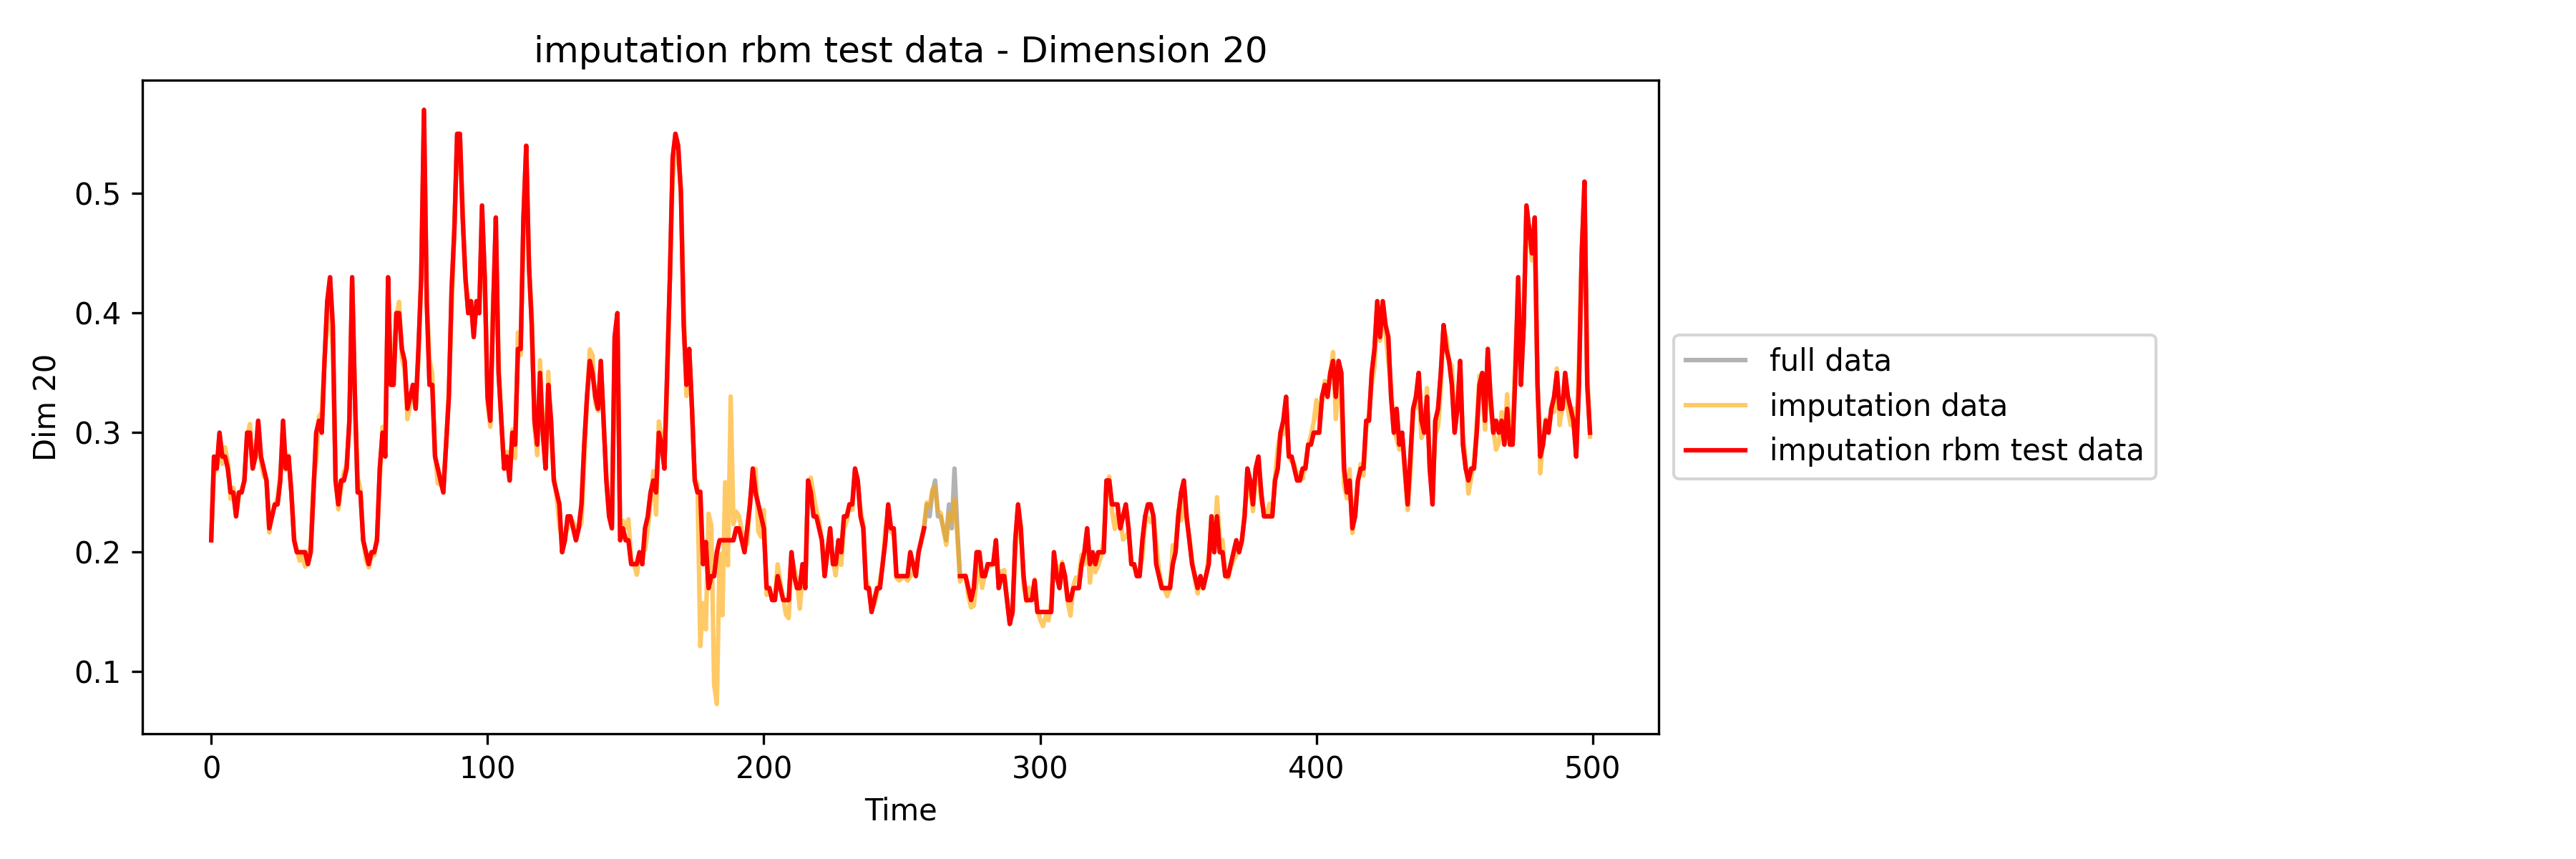 imputation rbm test data - Dimension 20
Dim 20
0.5
0.4
0.3
0.2
0.1
0 100 200 300 400 500
Time
full data
imputation data
imputation rbm test data